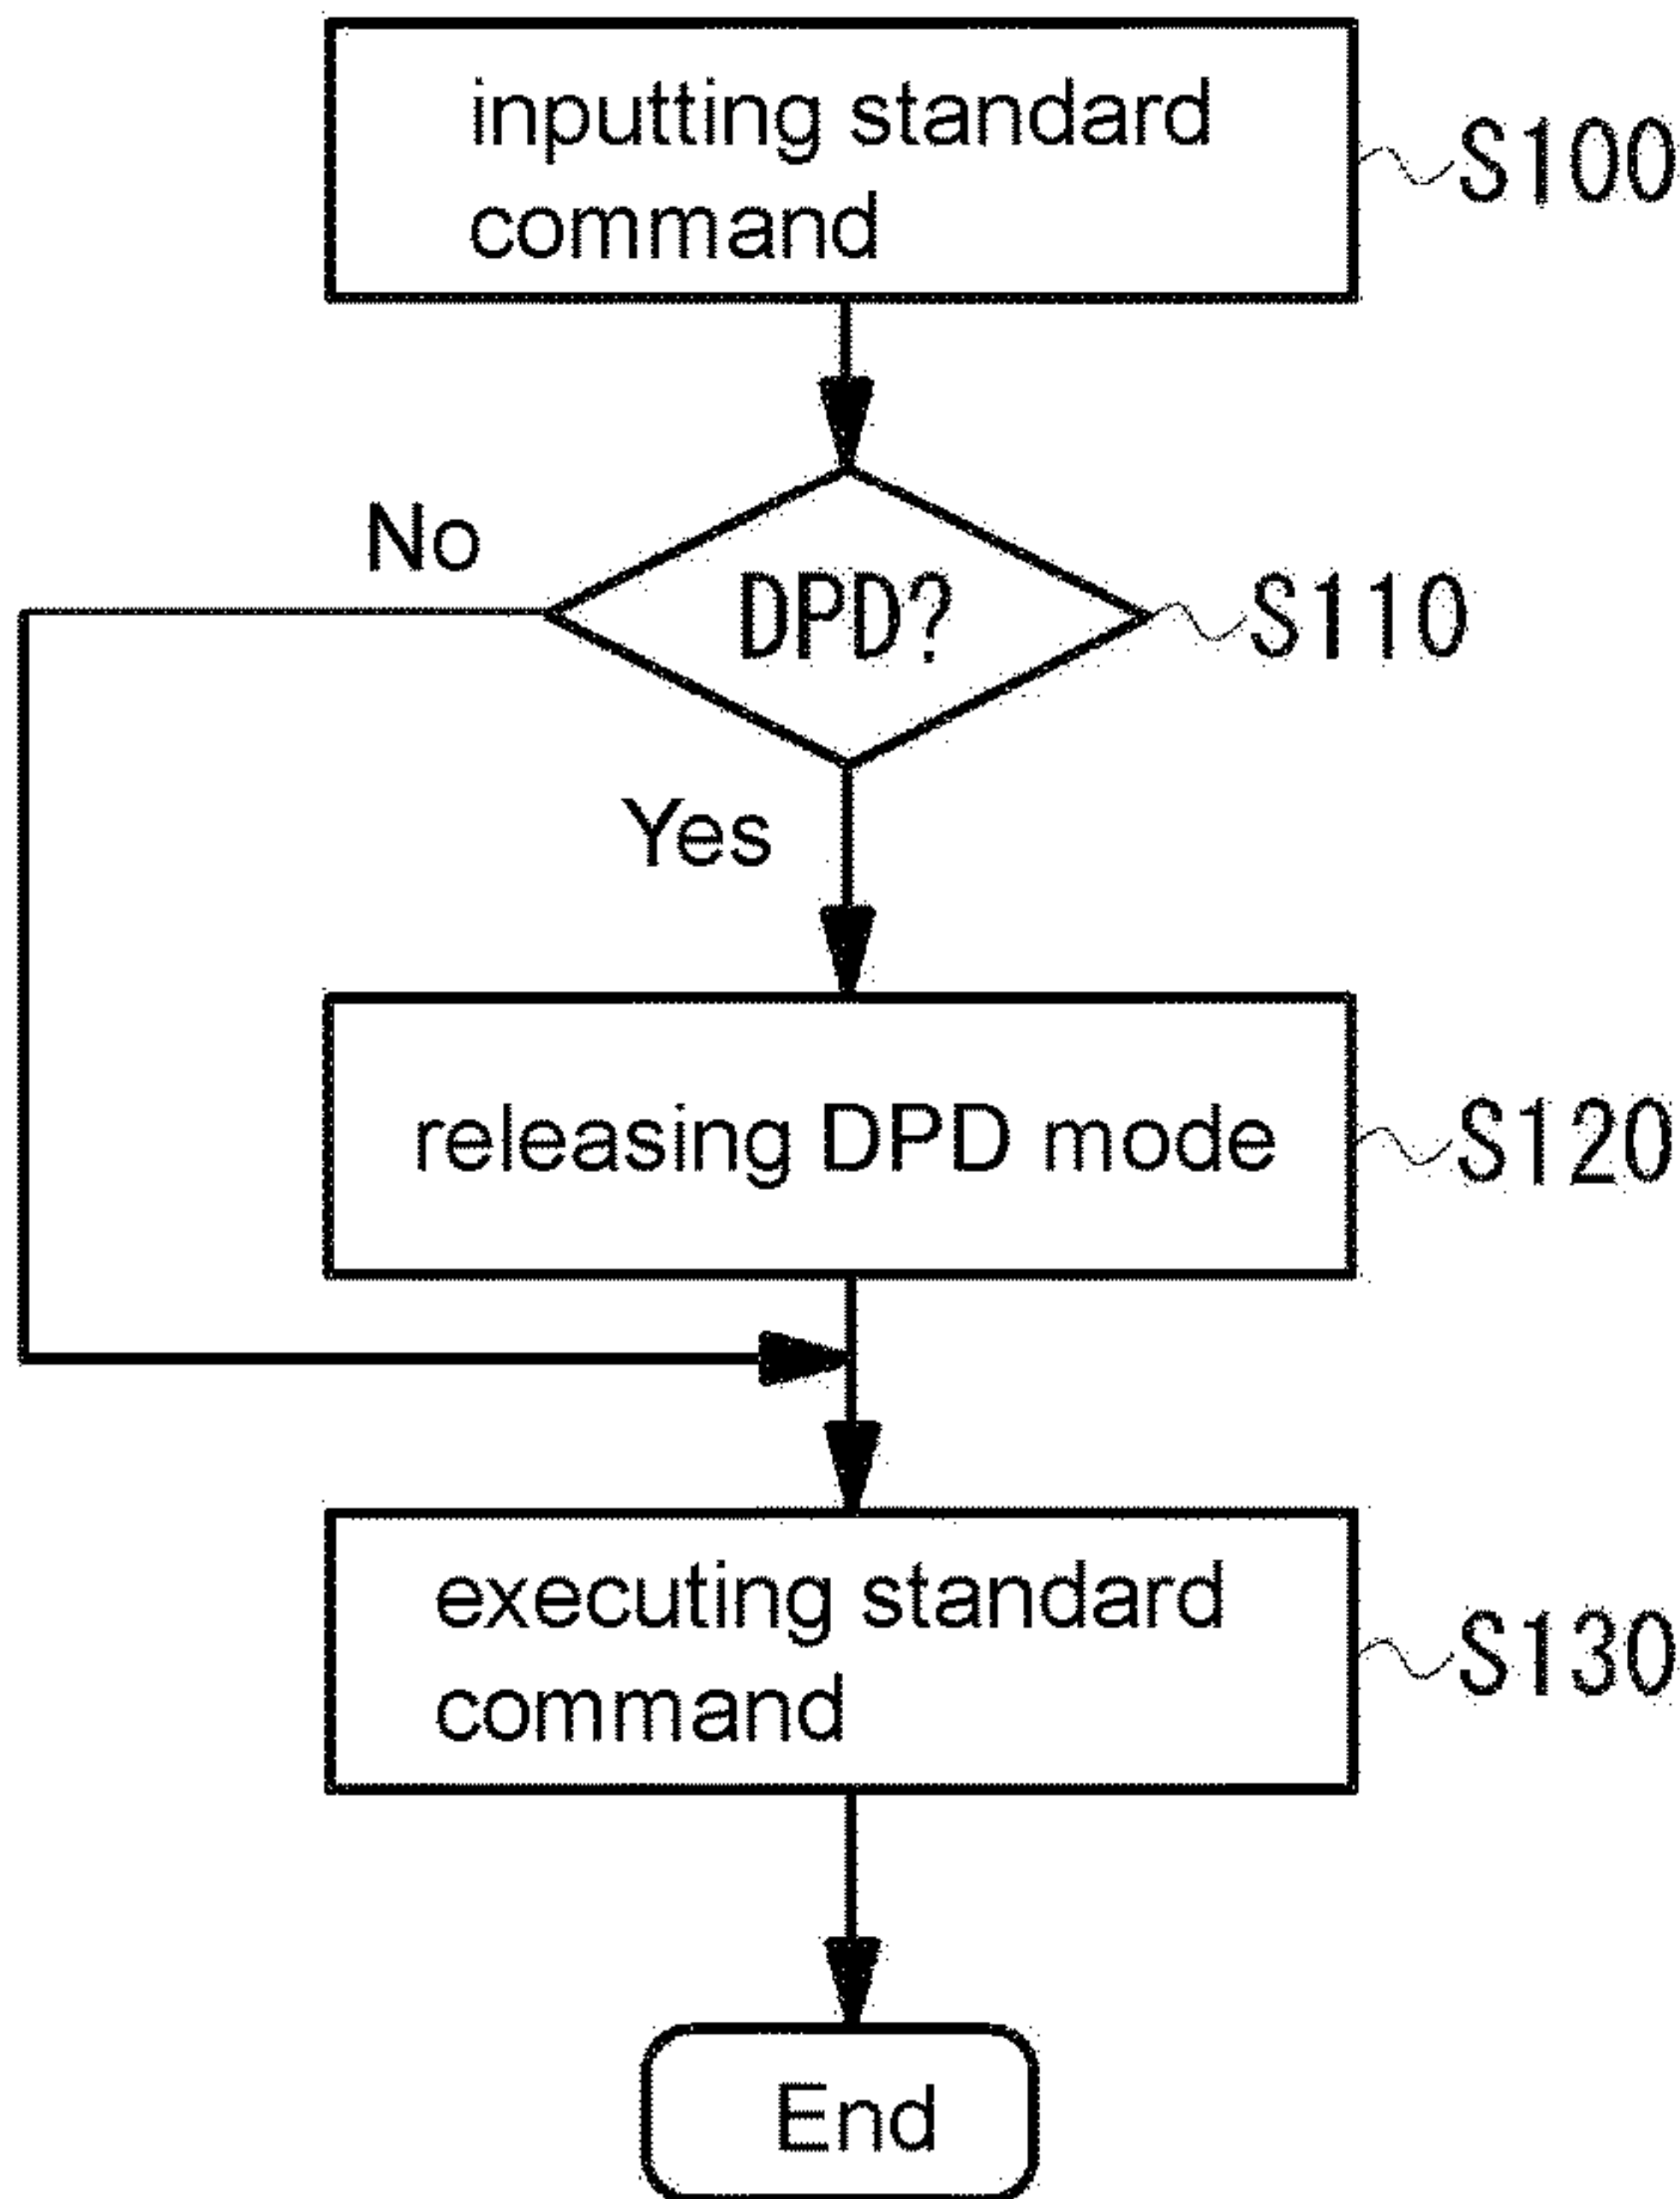 inputting standard
command
S100
No
DPD?
S110
Yes
releasing DPD mode
S120
executing standard
command
S130
End